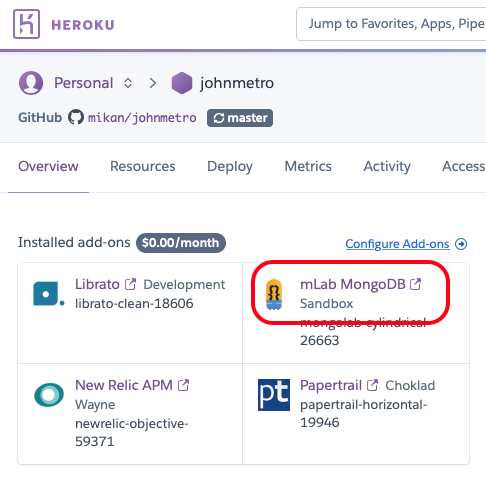 HEROKU
Jump to Favorites, Apps, Pipe
Personal
johnmetro
GitHub mikan/johnmetro master
Overview Resources Deploy Metrics Activity Access
Installed add-ons $0.00/month Configure Add-ons
Librato Development
librato-clean-18606
mLab MongoDB
Sandbox
mongolab-cylindrical-
26663
New Relic APM
Wayne
newrelic-objective-
59371
pt
Papertrail Choklad
papertrail-horizontal-
19946